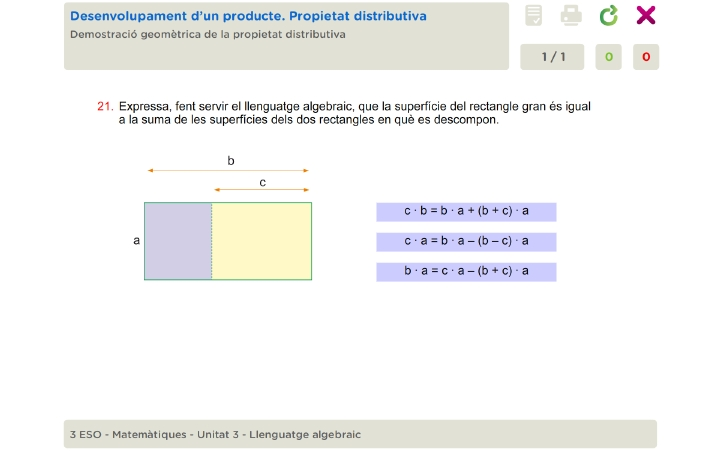 Desenvolupament d'un producte. Propietat distributiva
Demostració geomètrica de la propietat distributiva
1 / 1
0
0
21. Expressa, fent servir el llenguatge algebraic, que la superfície del rectangle gran és igual
a la suma de les superfícies dels dos rectangles en què es descompon.
b
c
a
c · b = b · a + (b + c) · a
c · a = b · a – (b – c) · a
b · a = c · a – (b + c) · a
3 ESO - Matemàtiques - Unitat 3 - Llenguatge algebraic